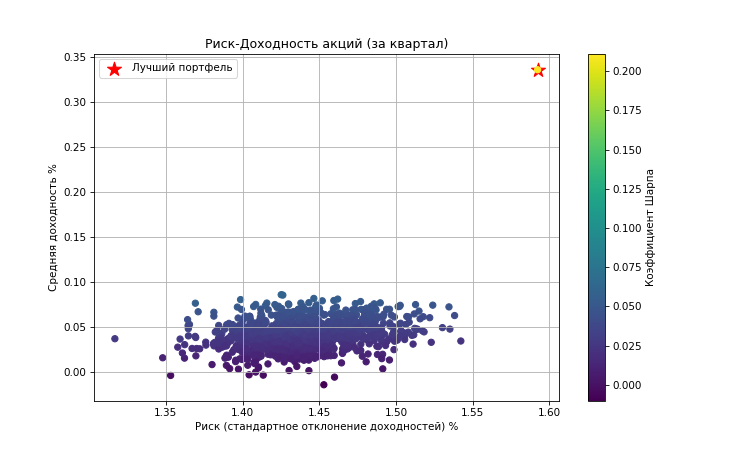 Риск-Доходность акций (за квартал)
Лучший портфель
Средняя доходность %
0.35
0.30
0.25
0.20
0.15
0.10
0.05
0.00
1.35 1.40 1.45 1.50 1.55 1.60
Риск (стандартное отклонение доходностей) %
0.200
0.175
0.150
0.125
0.100
0.075
0.050
0.025
0.000
Коэффициент Шарпа